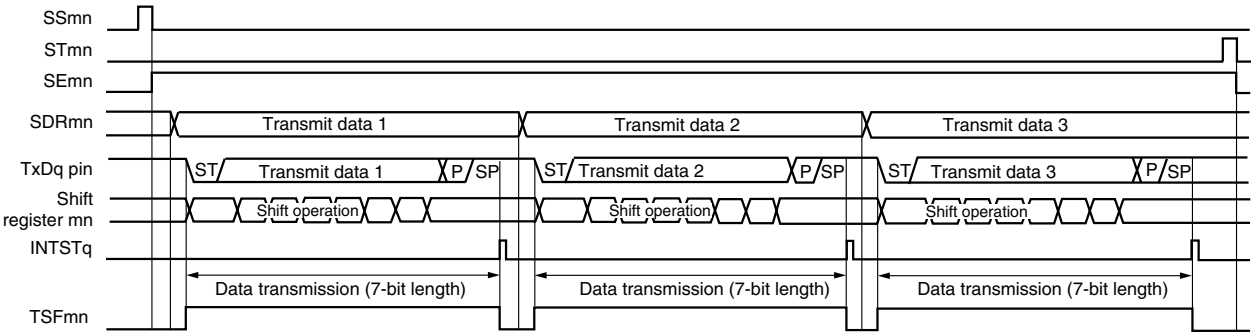 SSmn
STmn
SEmn
SDRmn Transmit data 1 Transmit data 2 Transmit data 3
TxDq pin ST Transmit data 1 P SP ST Transmit data 2 P SP ST Transmit data 3 P SP
Shift
register mn Shift operation Shift operation Shift operation
INTSTq
Data transmission (7-bit length) Data transmission (7-bit length) Data transmission (7-bit length)
TSFmn